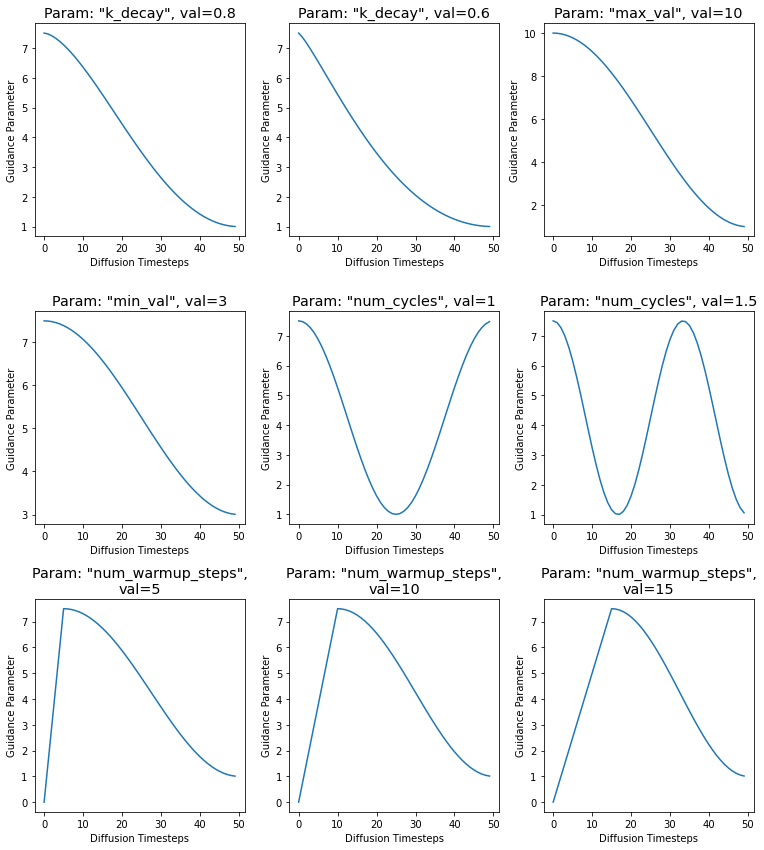 Param: "k_decay", val=0.8
7
6
5
4
3
2
1
Guidance Parameter
0 10 20 30 40 50
Diffusion Timesteps
Param: "k_decay", val=0.6
7
6
5
4
3
2
1
Guidance Parameter
0 10 20 30 40 50
Diffusion Timesteps
Param: "max_val", val=10
10
8
6
4
2
Guidance Parameter
0 10 20 30 40 50
Diffusion Timesteps
Param: "min_val", val=3
7
6
5
4
3
Guidance Parameter
0 10 20 30 40 50
Diffusion Timesteps
Param: "num_cycles", val=1
7
6
5
4
3
2
1
Guidance Parameter
0 10 20 30 40 50
Diffusion Timesteps
Param: "num_cycles", val=1.5
7
6
5
4
3
2
1
Guidance Parameter
0 10 20 30 40 50
Diffusion Timesteps
Param: "num_warmup_steps",
val=5
7
6
5
4
3
2
1
0
Guidance Parameter
0 10 20 30 40 50
Diffusion Timesteps
Param: "num_warmup_steps",
val=10
7
6
5
4
3
2
1
0
Guidance Parameter
0 10 20 30 40 50
Diffusion Timesteps
Param: "num_warmup_steps",
val=15
7
6
5
4
3
2
1
0
Guidance Parameter
0 10 20 30 40 50
Diffusion Timesteps